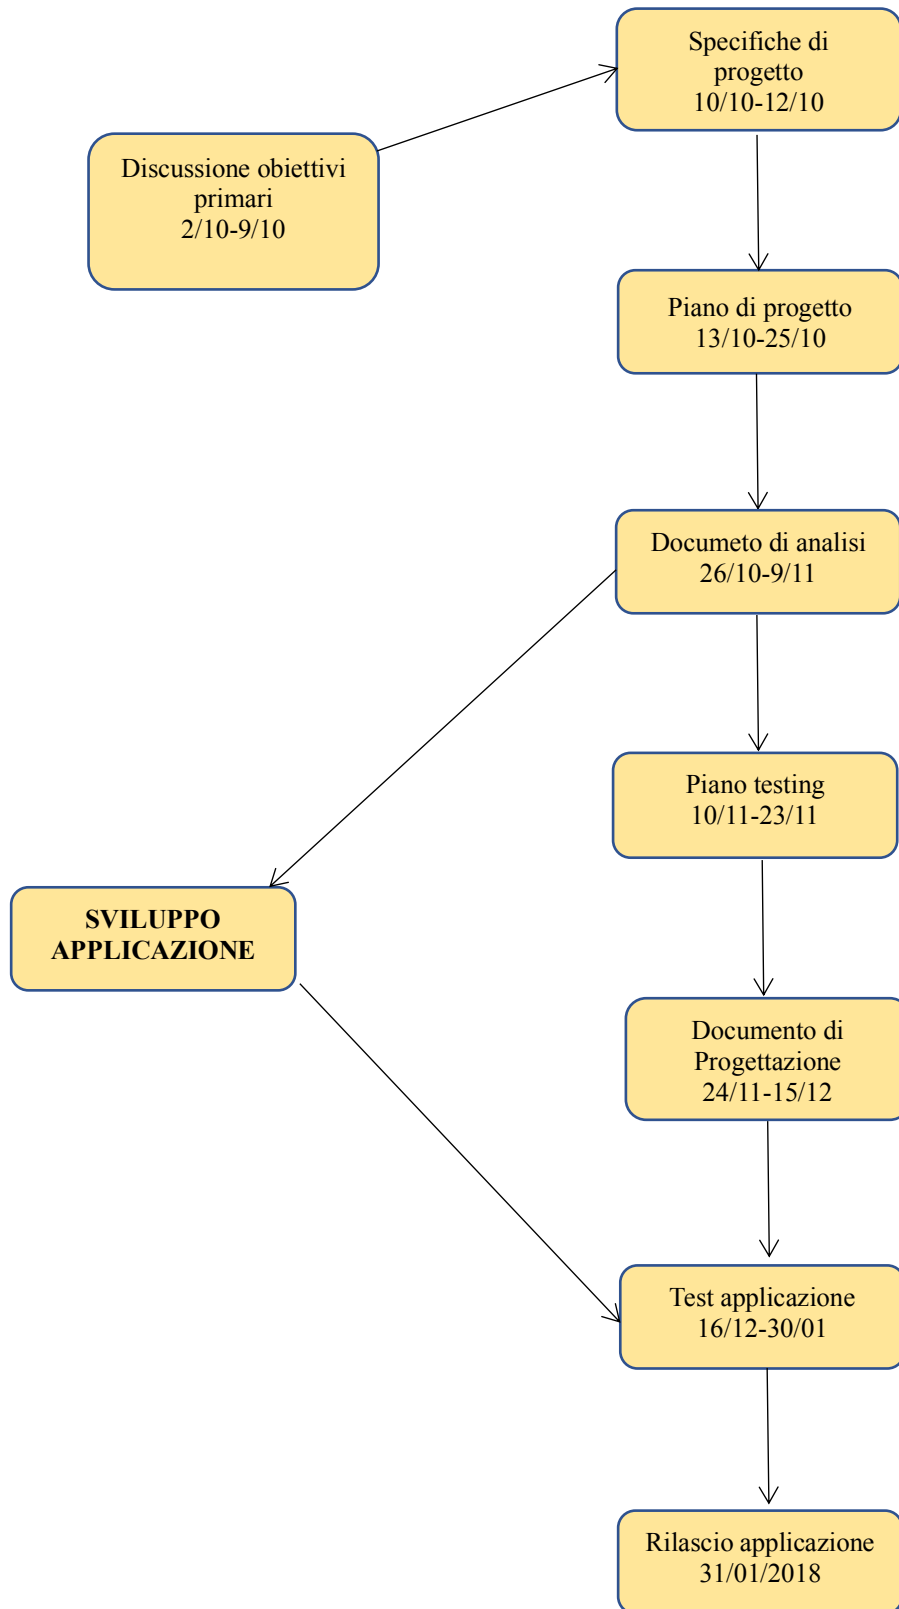 Specifiche di
progetto
10/10-12/10
Discussione obiettivi
primari
2/10-9/10
Piano di progetto
13/10-25/10
Documeto di analisi
26/10-9/11
Piano testing
10/11-23/11
SVILUPPO
APPLICAZIONE
Documento di
Progettazione
24/11-15/12
Test applicazione
16/12-30/01
Rilascio applicazione
31/01/2018